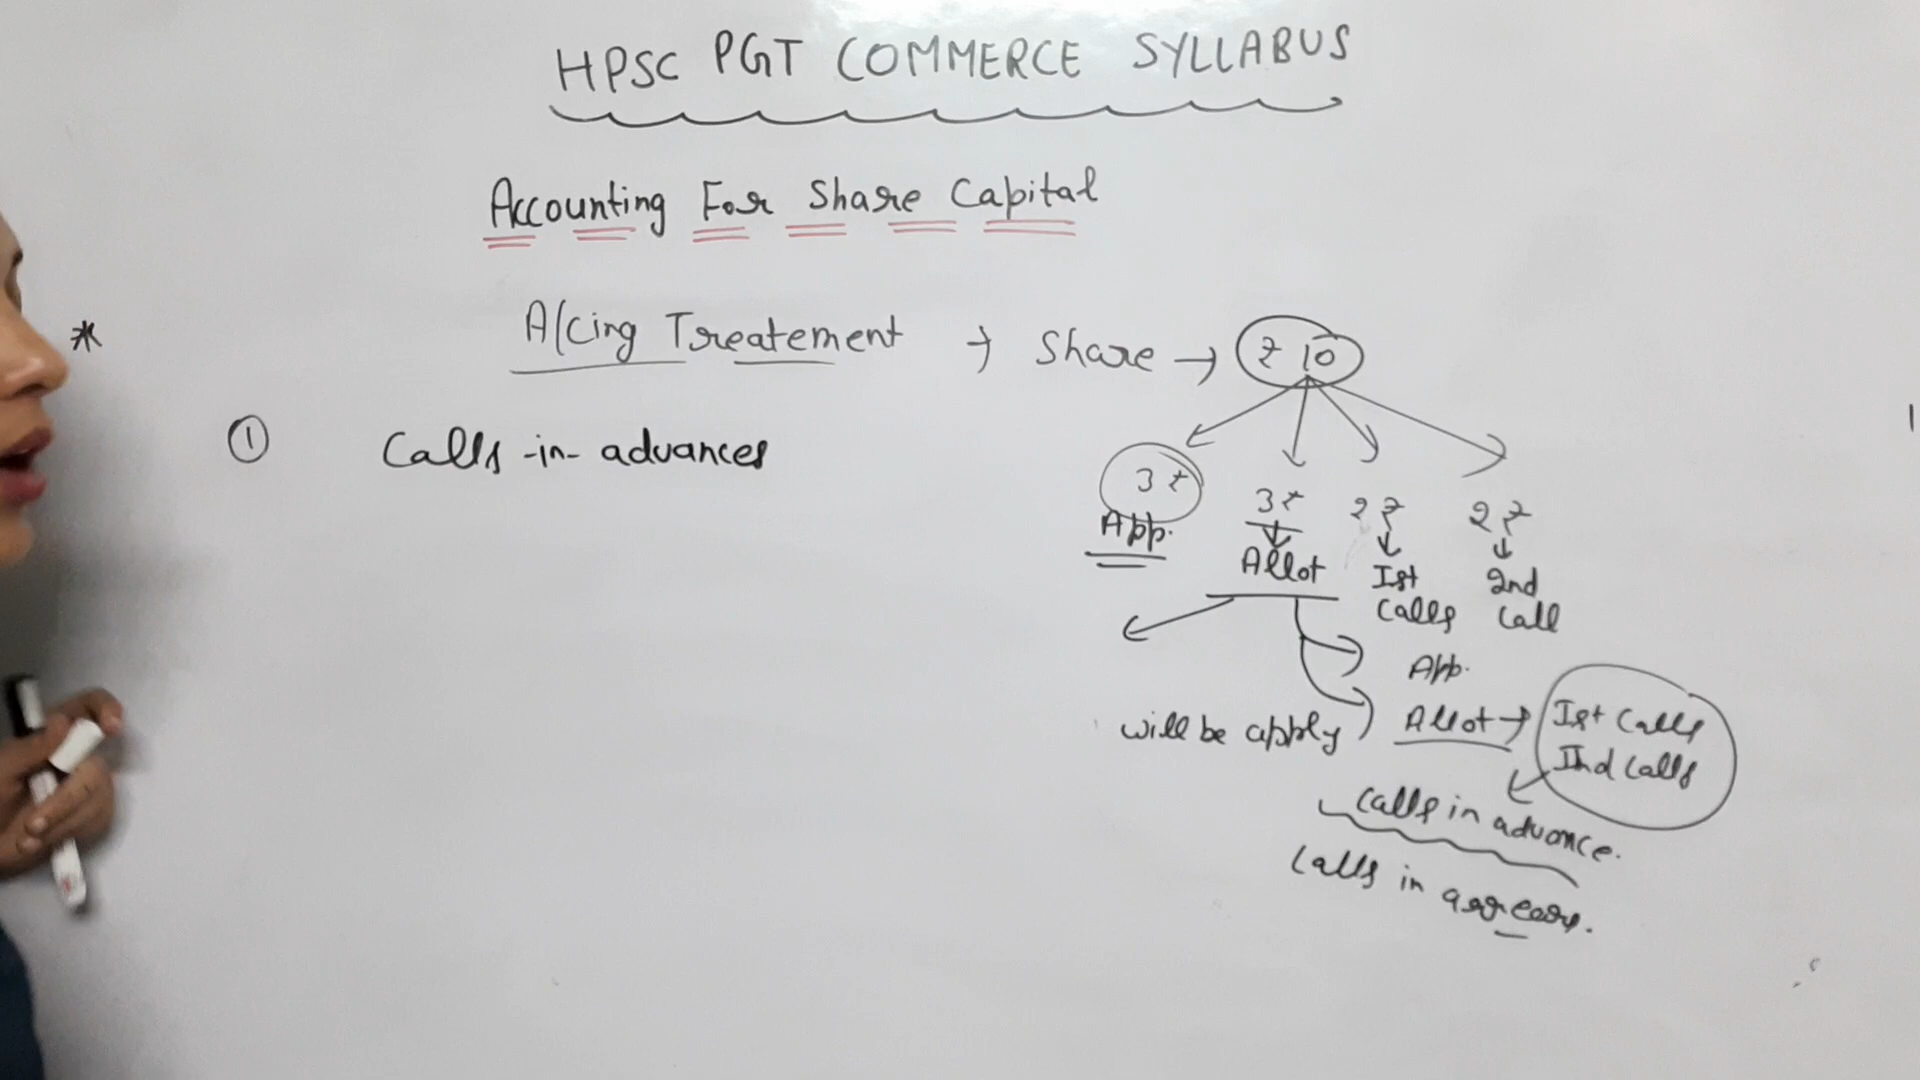 HPSC PGT COMMERCE SYLLABUS
Accounting For Share Capital
*
A/cing Treatement → Share → ₹ 10
① Calls-in-advances
3 ₹ 3 ₹ 2 ₹ 2 ₹
App. Allot Ist Calls 2nd Call
App.
will be apply Allot → Ist Calls
IInd Calls
Calls in advance.
Calls in arrears.